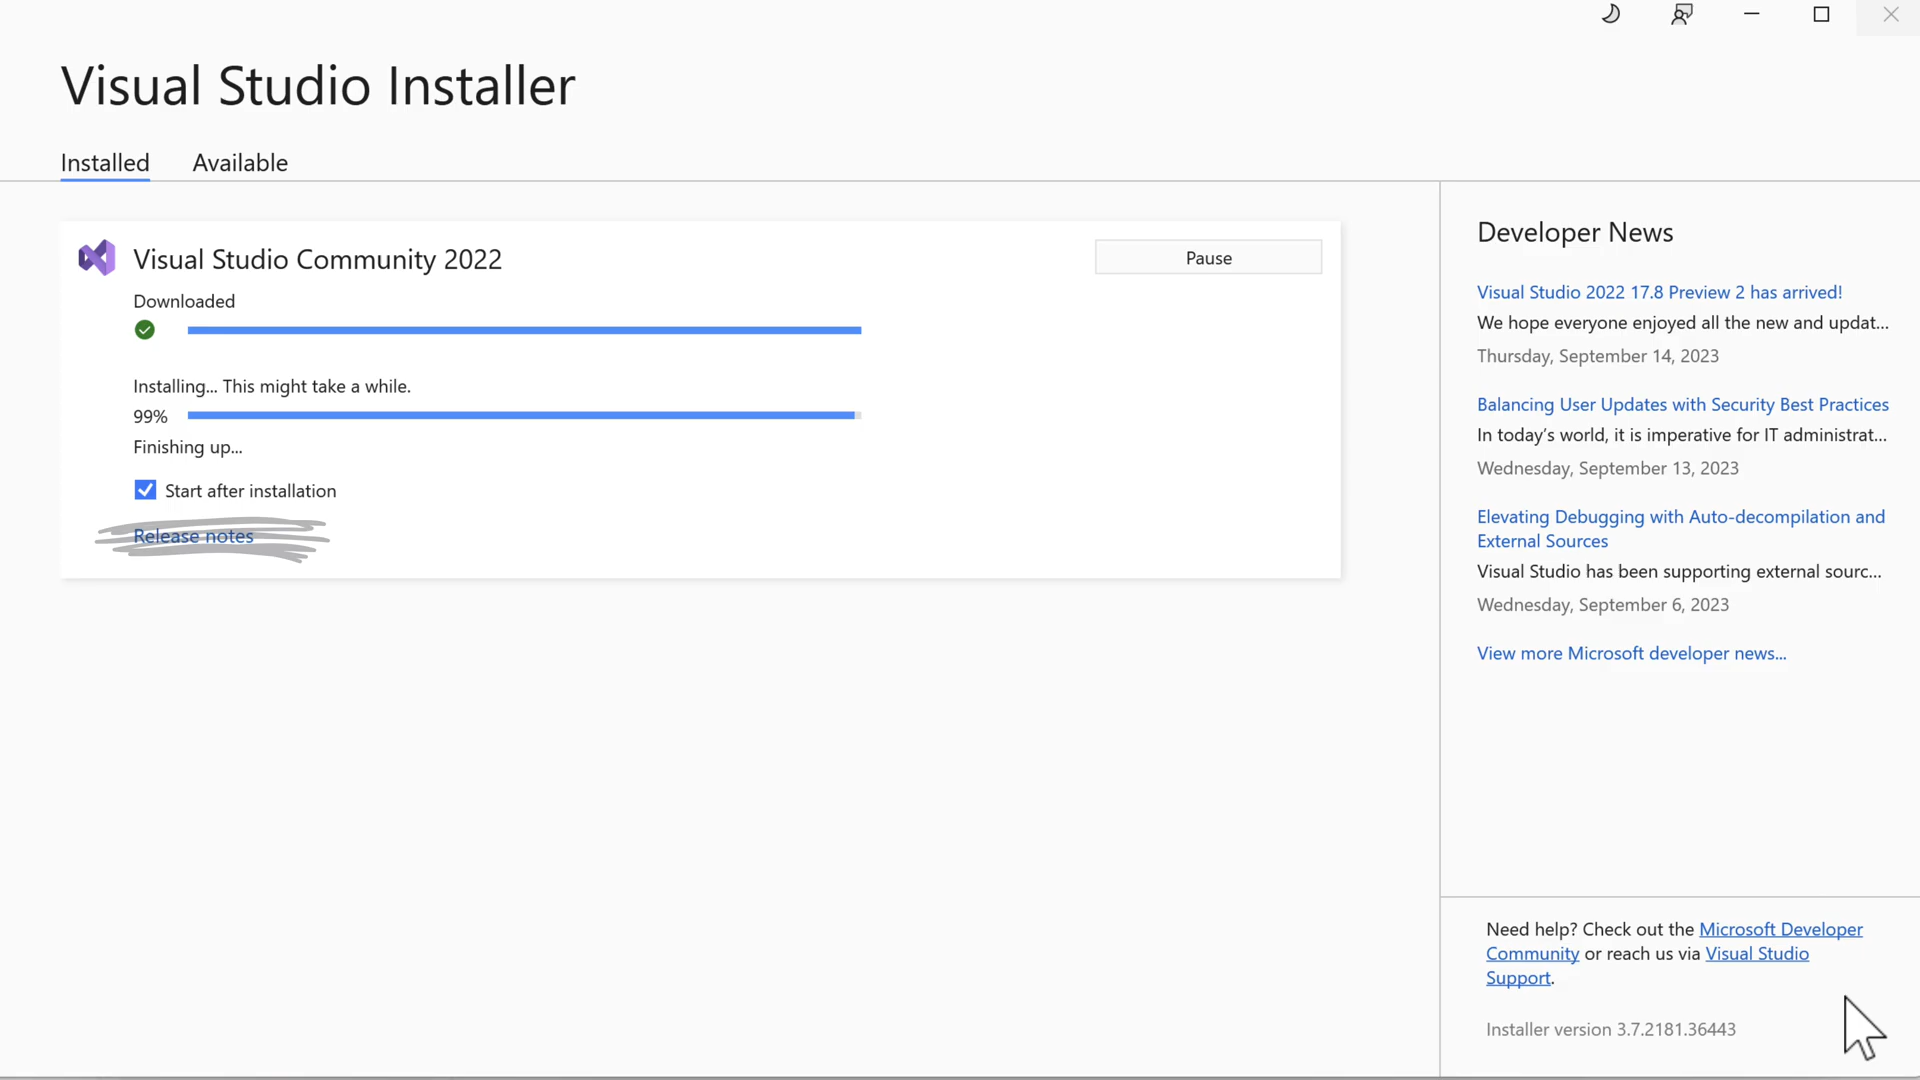 Visual Studio Installer
Installed
Available
Visual Studio Community 2022
Pause
Downloaded
Installing... This might take a while.
99%
Finishing up...
Start after installation
Release notes
Developer News
Visual Studio 2022 17.8 Preview 2 has arrived!
We hope everyone enjoyed all the new and updat...
Thursday, September 14, 2023
Balancing User Updates with Security Best Practices
In today's world, it is imperative for IT administrat...
Wednesday, September 13, 2023
Elevating Debugging with Auto-decompilation and
External Sources
Visual Studio has been supporting external sourc...
Wednesday, September 6, 2023
View more Microsoft developer news...
Need help? Check out the Microsoft Developer
Community or reach us via Visual Studio
Support.
Installer version 3.7.2181.36443